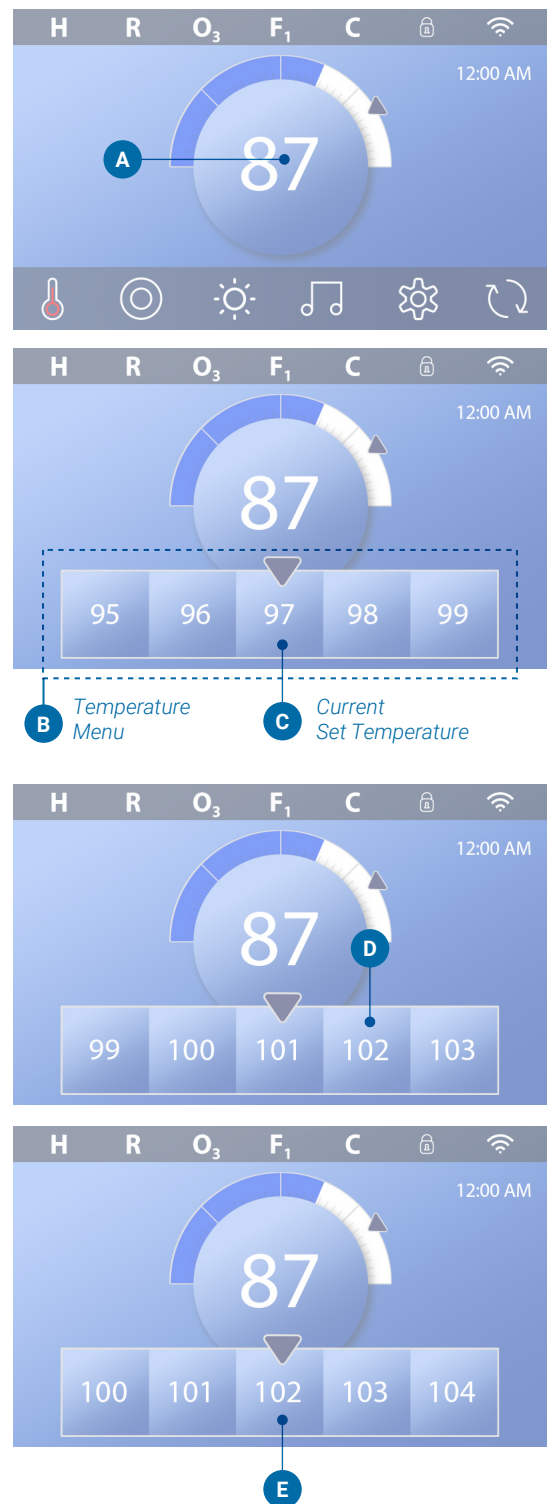 H R O₃ F₁ C
12:00 AM
A
87
H R O₃ F₁ C
12:00 AM
87
95 96 97 98 99
B Temperature Menu
C Current Set Temperature
H R O₃ F₁ C
12:00 AM
87
D
99 100 101 102 103
H R O₃ F₁ C
12:00 AM
87
100 101 102 103 104
E